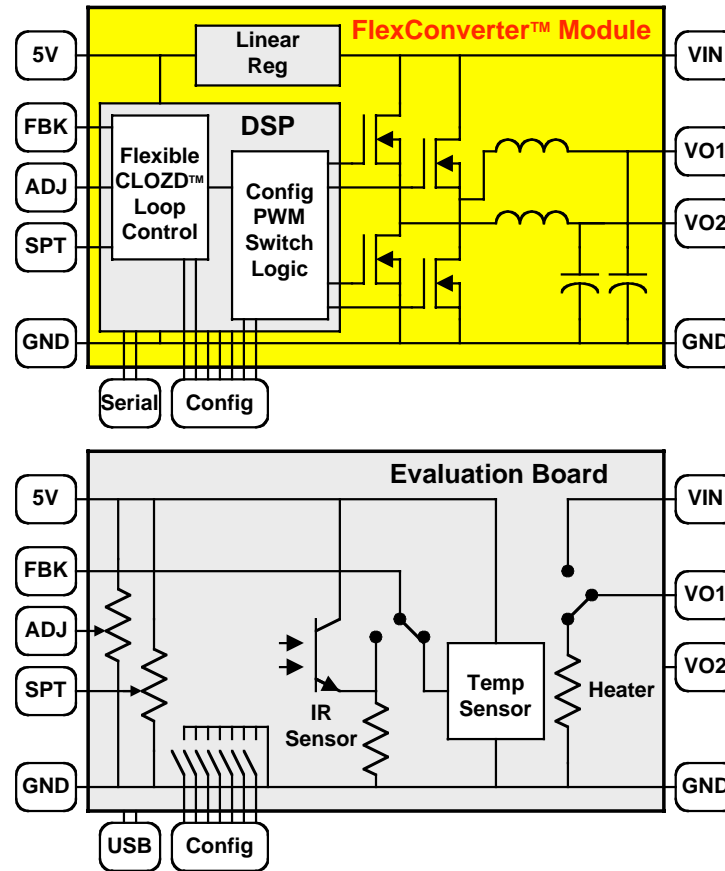 FlexConverter™ Module
5V
Linear
Reg
VIN
FBK
DSP
Flexible
CLOZD™
Loop
Control
ADJ
Config
PWM
Switch
Logic
VO1
SPT
VO2
GND
GND
Serial
Config
Evaluation Board
5V
VIN
FBK
VO1
ADJ
VO2
SPT
IR
Sensor
Temp
Sensor
Heater
GND
GND
USB
Config